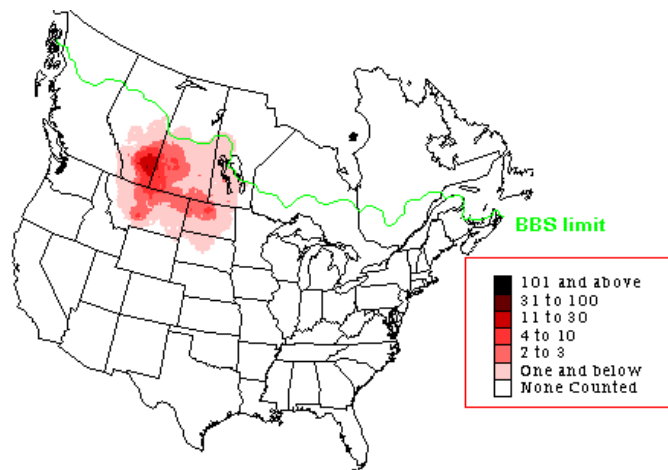 BBS limit
101 and above
31 to 100
11 to 30
4 to 10
2 to 3
One and below
None Counted